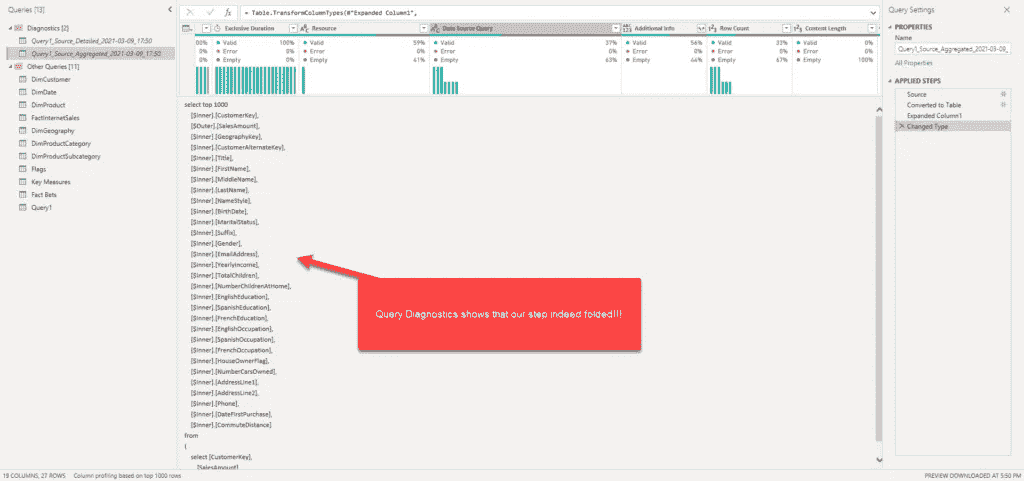 Queries [13]
Diagnostics [2]
Query1_Source_Detailed_2021-03-09_17:50
Query1_Source_Aggregated_2021-03-09_17:50
Other Queries [11]
DimCustomer
DimDate
DimProduct
FactInternetSales
DimGeography
DimProductCategory
DimProductSubcategory
Flags
Key Measures
Fact Bets
Query1
= Table.TransformColumnTypes(#"Expanded Column1",
Exclusive Duration
Resource
Data Source Query
Additional Info
Row Count
Content Length
00% Valid 100% Valid 59% Valid 37% Valid 56% Valid 33% Valid 0%
0% Error 0% Error 0% Error 0% Error 0% Error 0% Error 0%
0% Empty 0% Empty 41% Empty 63% Empty 44% Empty 67% Empty 100%
select top 1000
[$Inner].[CustomerKey],
[$Outer].[SalesAmount],
[$Inner].[GeographyKey],
[$Inner].[CustomerAlternateKey],
[$Inner].[Title],
[$Inner].[FirstName],
[$Inner].[MiddleName],
[$Inner].[LastName],
[$Inner].[NameStyle],
[$Inner].[BirthDate],
[$Inner].[MaritalStatus],
[$Inner].[Suffix],
[$Inner].[Gender],
[$Inner].[EmailAddress],
[$Inner].[YearlyIncome],
[$Inner].[TotalChildren],
[$Inner].[NumberChildrenAtHome],
[$Inner].[EnglishEducation],
[$Inner].[SpanishEducation],
[$Inner].[FrenchEducation],
[$Inner].[EnglishOccupation],
[$Inner].[SpanishOccupation],
[$Inner].[FrenchOccupation],
[$Inner].[HouseOwnerFlag],
[$Inner].[NumberCarsOwned],
[$Inner].[AddressLine1],
[$Inner].[AddressLine2],
[$Inner].[Phone],
[$Inner].[DateFirstPurchase],
[$Inner].[CommuteDistance]
from
(
select [CustomerKey],
[SalesAmount]
Query Diagnostics shows that our step indeed folded!!!
Query Settings
PROPERTIES
Name
Query1_Source_Aggregated_2021-03-09_
All Properties
APPLIED STEPS
Source
Converted to Table
Expanded Column1
Changed Type
19 COLUMNS, 27 ROWS
Column profiling based on top 1000 rows
PREVIEW DOWNLOADED AT 5:50 PM